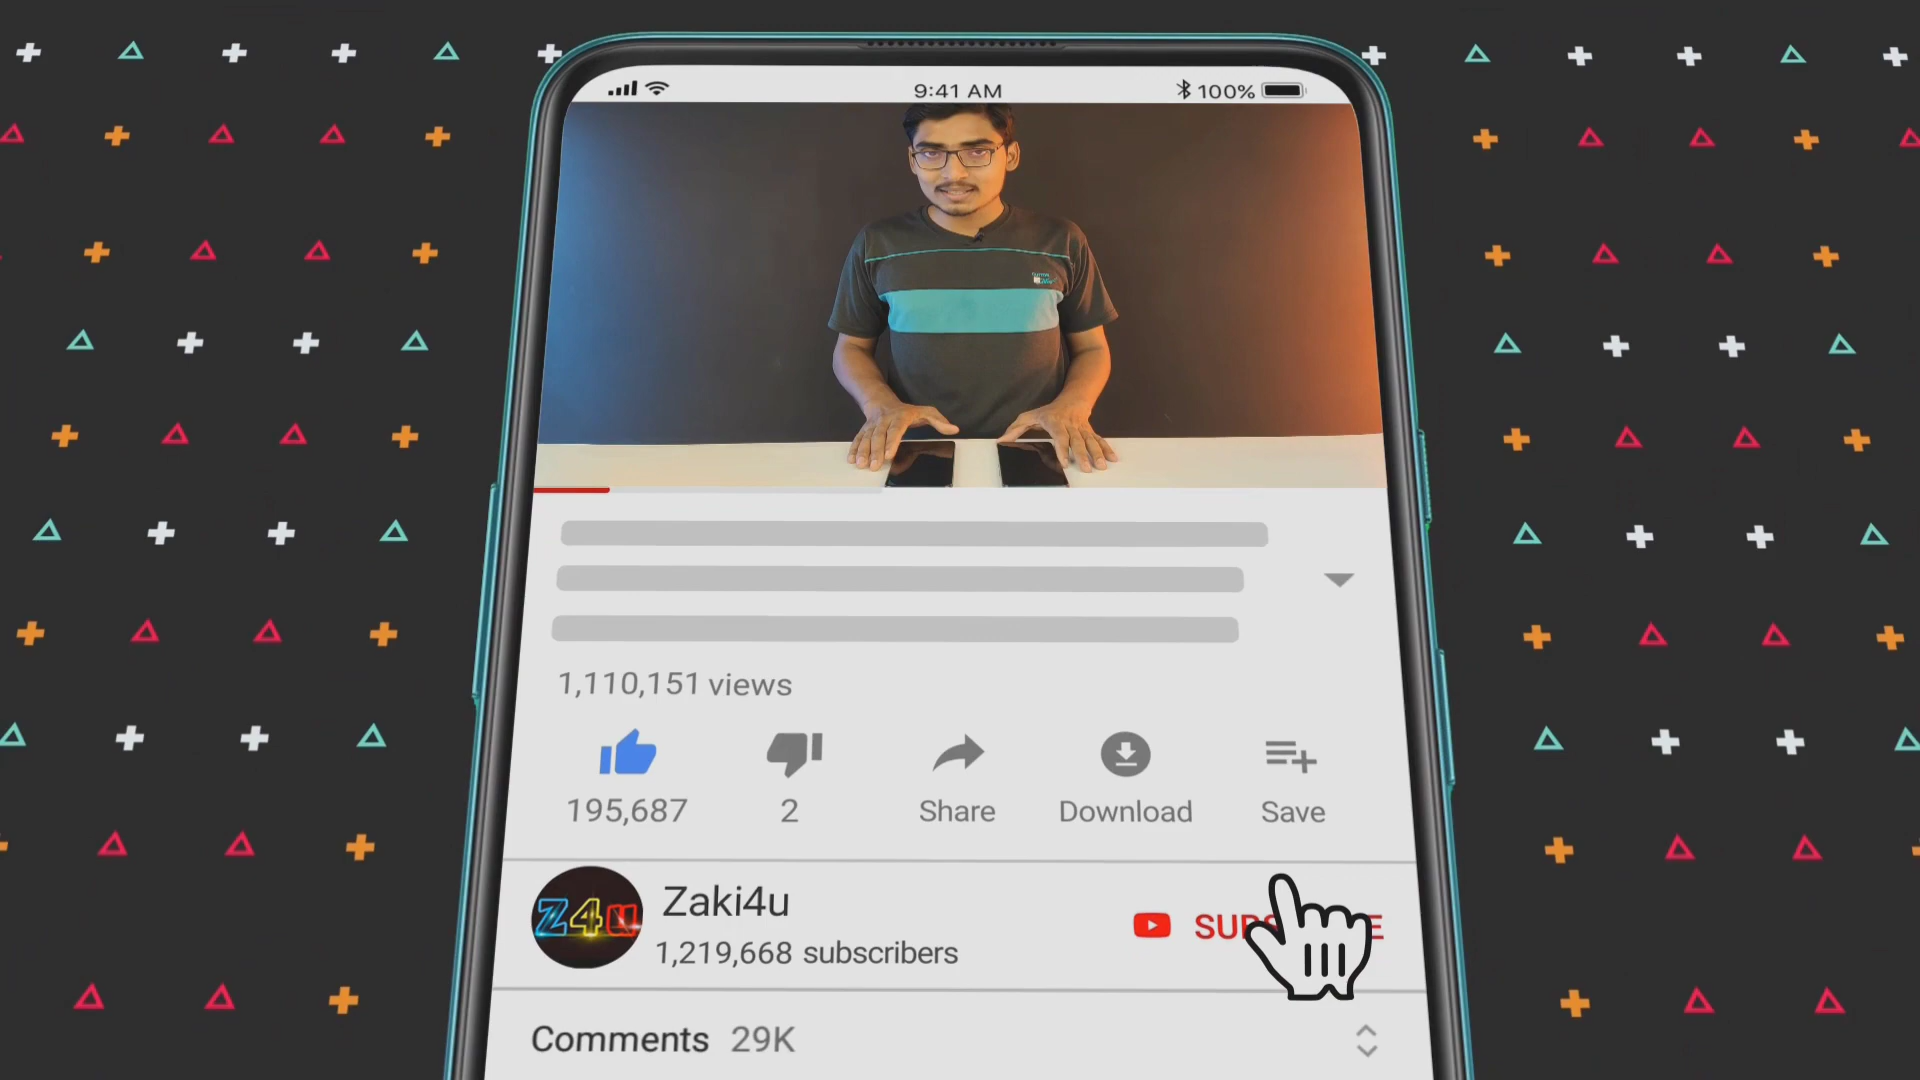 9:41 AM
100%
1,110,151 views
195,687
2
Share
Download
Save
Z4u
Zaki4u
1,219,668 subscribers
Comments 29K